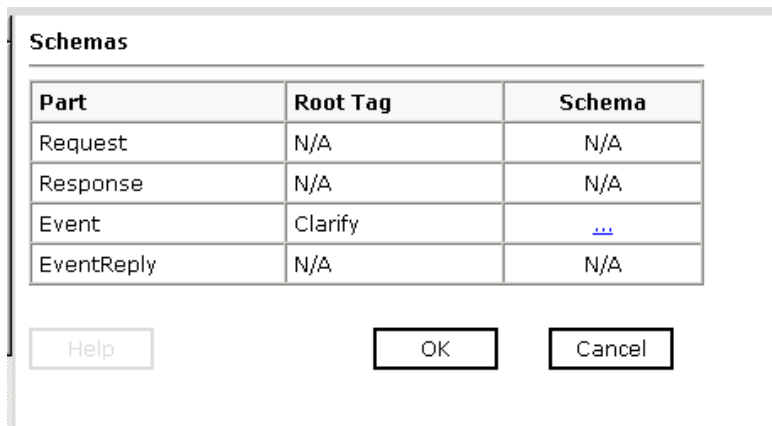 Schemas
Part Root Tag Schema
Request N/A N/A
Response N/A N/A
Event Clarify ...
EventReply N/A N/A
Help OK Cancel